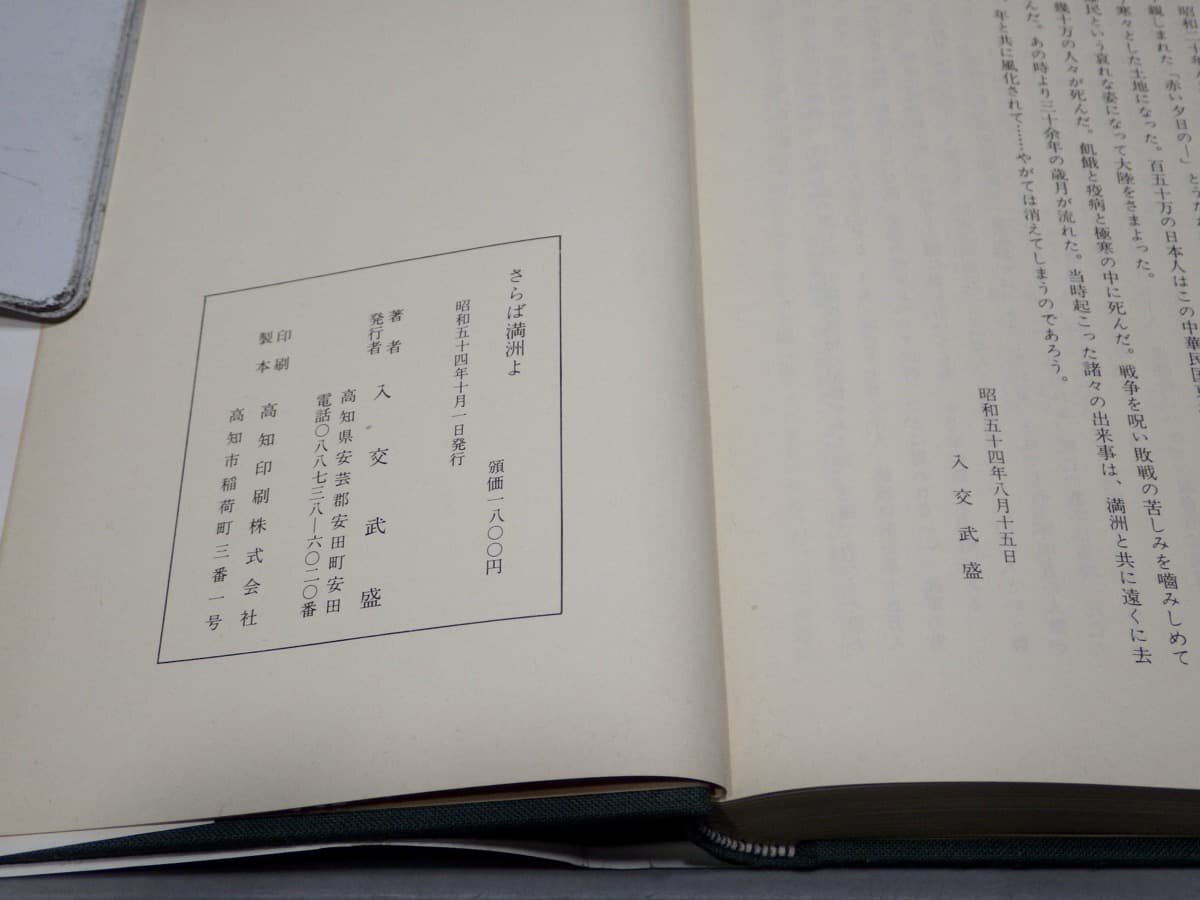 昭和二十年
「赤い夕日の―」
寒々とした土地になった。百五十万の日本人はこの中華民国
民という哀れな姿になって大陸をさまよった。
幾十万の人々が死んだ。飢餓と疫病と極寒の中に死んだ。戦争を呪い敗戦の苦しみを嚙みしめて
んだ。あの時より三十余年の歳月が流れた。当時起こった諸々の出来事は、満洲と共に遠くに去
年と共に風化されて……やがては消えてしまうのであろう。
昭和五十四年八月十五日
入交武盛
さらば満洲よ
頒価一八〇〇円
昭和五十四年十月一日発行
著者
発行者
入交武盛
高知県安芸郡安田町安田
電話〇八八七三八―六〇二〇番
印刷
製本
高知印刷株式会社
高知市稲荷町三番一号